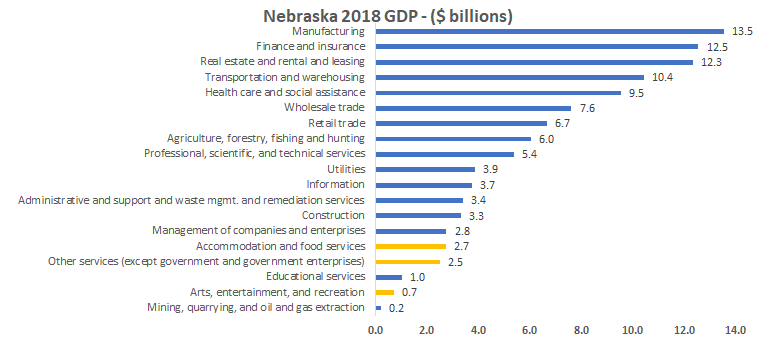 Nebraska 2018 GDP - ($ billions)
Manufacturing 13.5
Finance and insurance 12.5
Real estate and rental and leasing 12.3
Transportation and warehousing 10.4
Health care and social assistance 9.5
Wholesale trade 7.6
Retail trade 6.7
Agriculture, forestry, fishing and hunting 6.0
Professional, scientific, and technical services 5.4
Utilities 3.9
Information 3.7
Administrative and support and waste mgmt. and remediation services 3.4
Construction 3.3
Management of companies and enterprises 2.8
Accommodation and food services 2.7
Other services (except government and government enterprises) 2.5
Educational services 1.0
Arts, entertainment, and recreation 0.7
Mining, quarrying, and oil and gas extraction 0.2
0.0 2.0 4.0 6.0 8.0 10.0 12.0 14.0